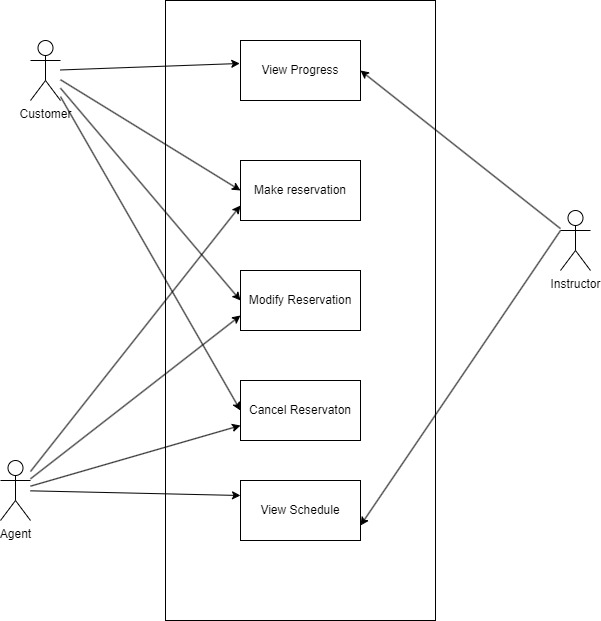 View Progress
Customer
Make reservation
Instructor
Modify Reservation
Cancel Reservaton
View Schedule
Agent